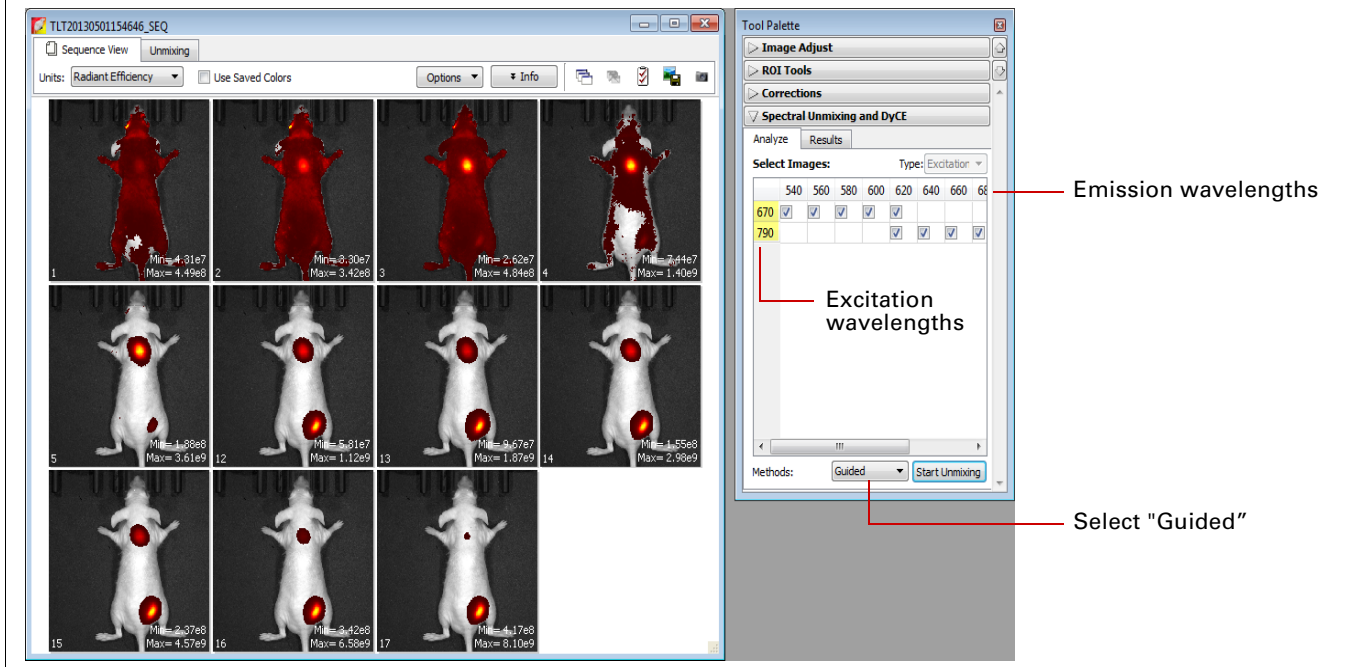 TLT20130501154646_SEQ
Sequence View Unmixing
Units: Radiant Efficiency Use Saved Colors Options Info
1 Min= 4.31e7
Max= 4.49e8
2 Min= 3.30e7
Max= 3.42e8
3 Min= 2.62e7
Max= 4.84e8
4 Min= 7.44e7
Max= 1.40e9
5 Min= 1.88e8
Max= 3.61e9
12 Min= 5.81e7
Max= 1.12e9
13 Min= 9.67e7
Max= 1.87e9
14 Min= 1.55e8
Max= 2.98e9
15 Min= 2.37e8
Max= 4.57e9
16 Min= 3.42e8
Max= 6.58e9
17 Min= 4.17e8
Max= 8.10e9
Tool Palette
Image Adjust
ROI Tools
Corrections
Spectral Unmixing and DyCE
Analyze Results
Select Images: Type: Excitation
540 560 580 600 620 640 660 68
670
790
Methods: Guided Start Unmixing
Emission wavelengths
Excitation
wavelengths
Select "Guided”